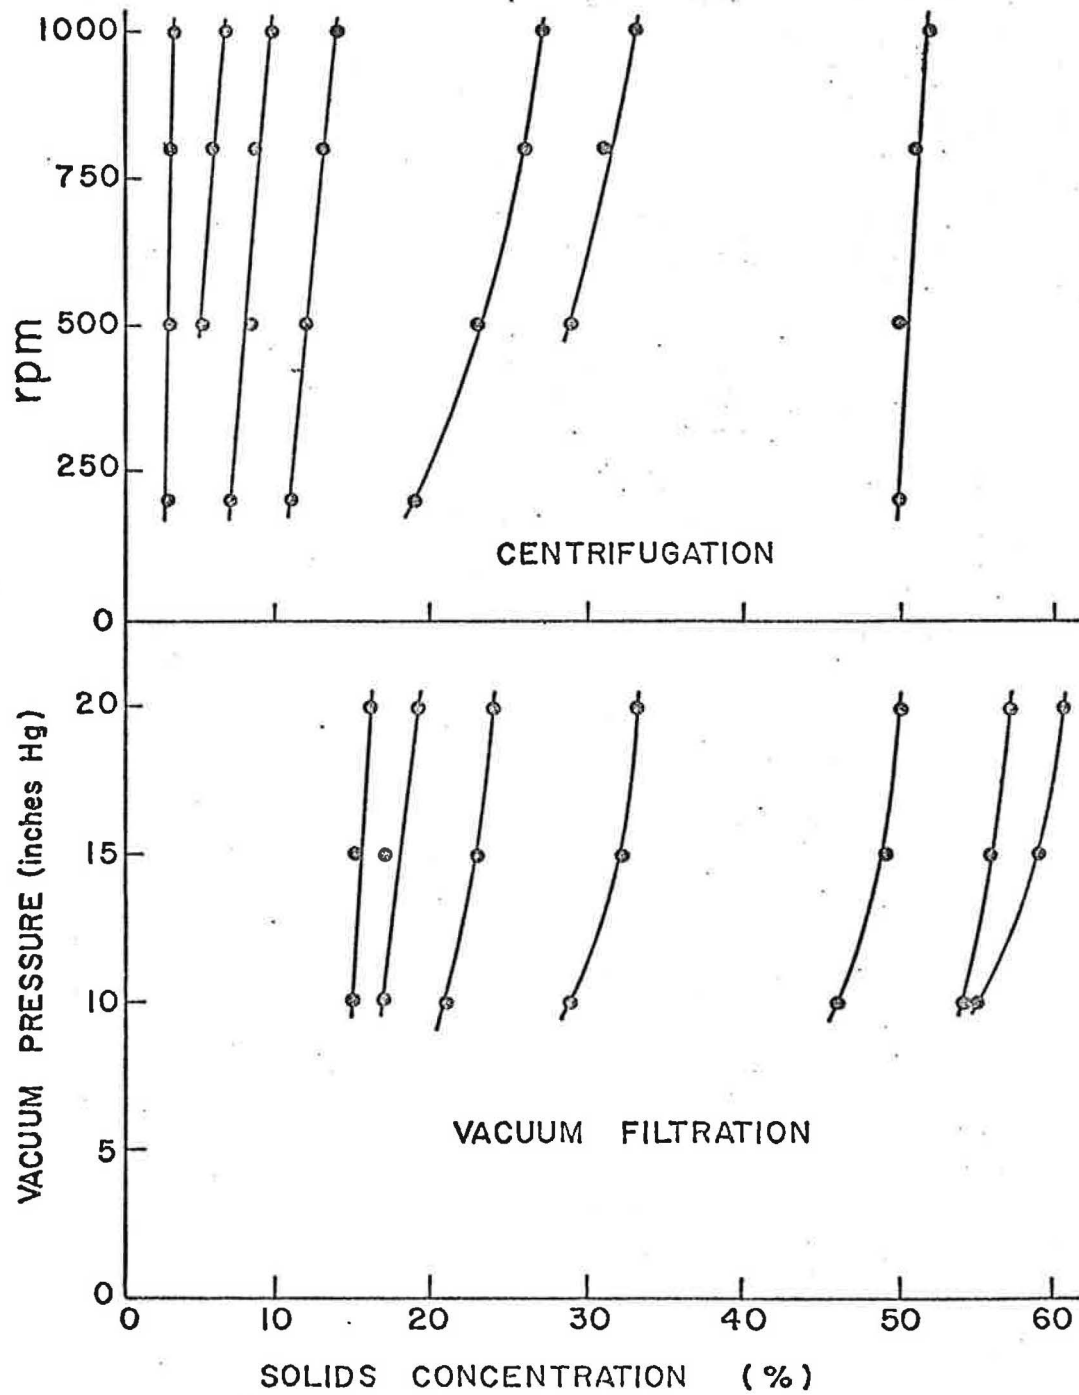 1000
750
500
250
0
rpm
CENTRIFUGATION
20
15
10
5
0
VACUUM PRESSURE (inches Hg)
VACUUM FILTRATION
0 10 20 30 40 50 60
SOLIDS CONCENTRATION (%)